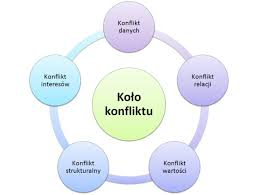 Konflikt
danych
Konflikt
relacji
Konflikt
wartości
Konflikt
strukturalny
Konflikt
interesów
Koło
konfliktu